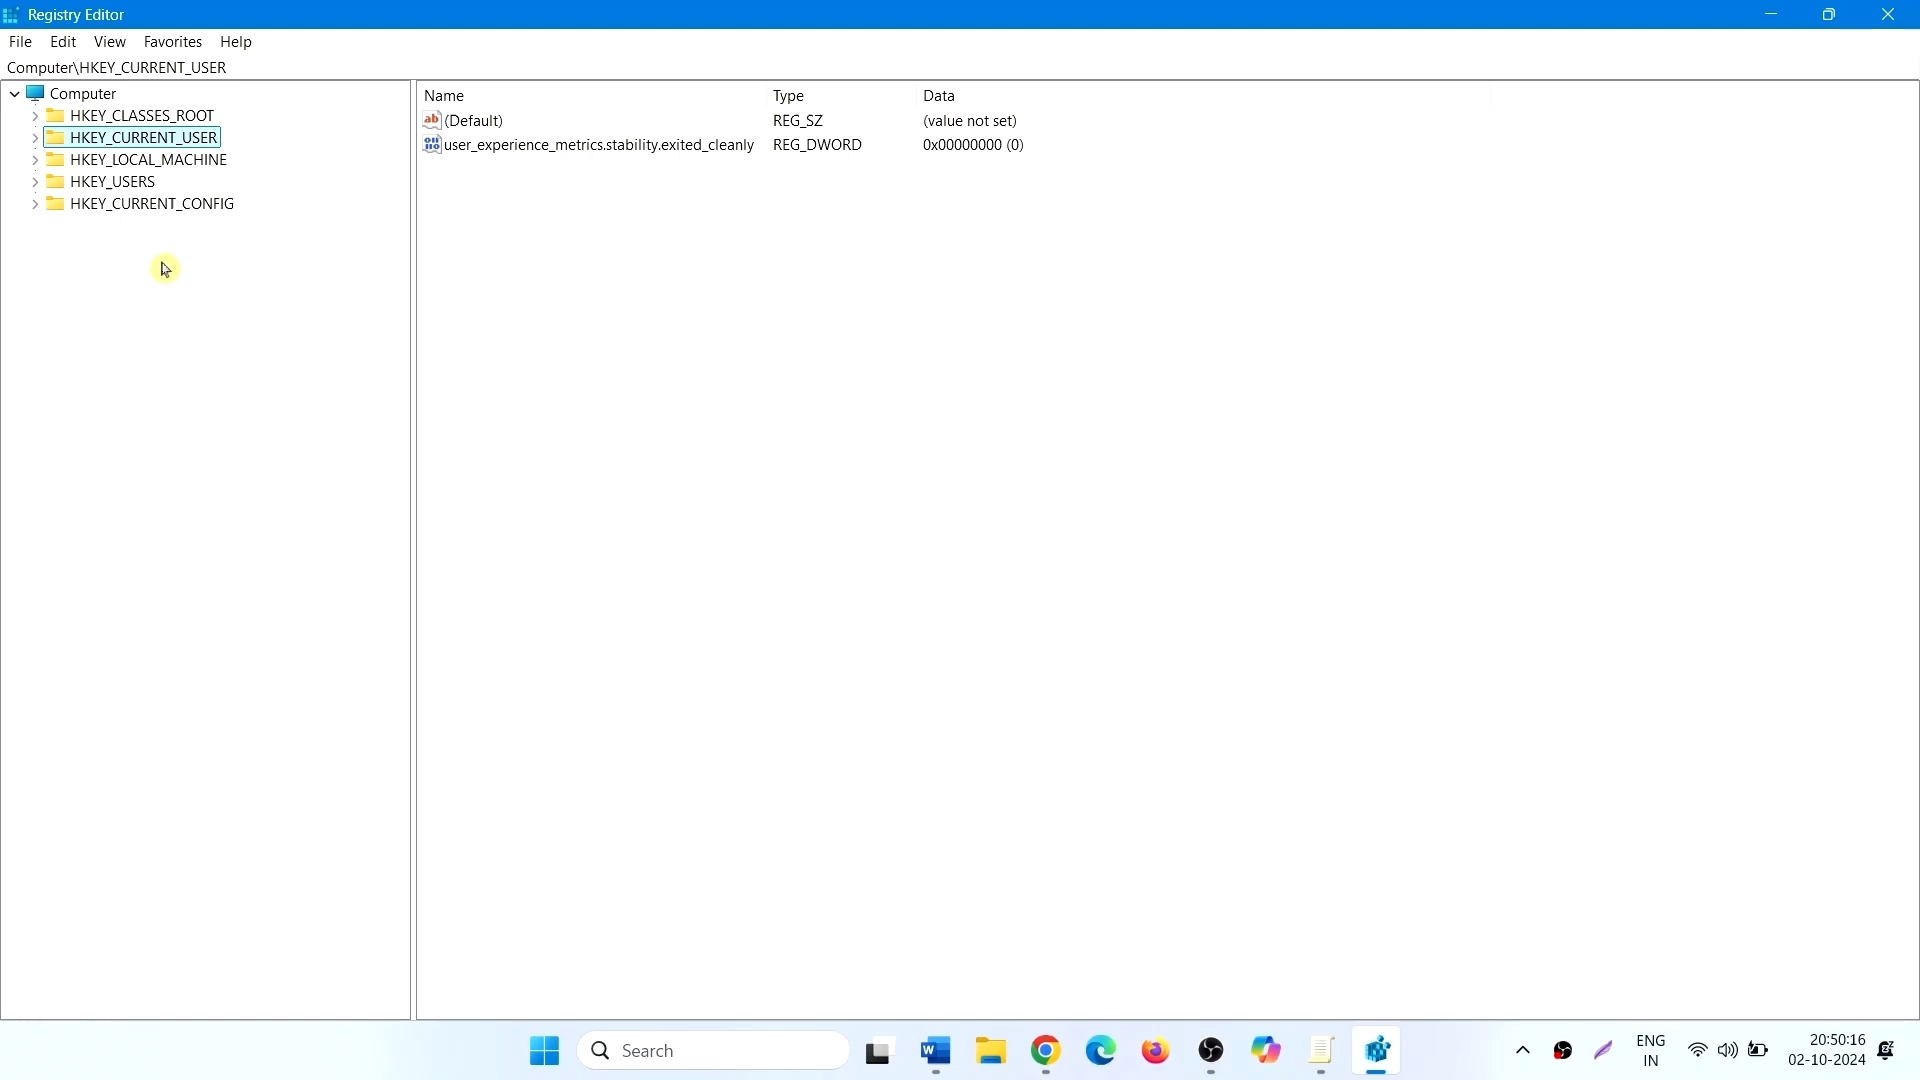 Registry Editor
File Edit View Favorites Help
Computer\HKEY_CURRENT_USER
Computer
HKEY_CLASSES_ROOT
HKEY_CURRENT_USER
HKEY_LOCAL_MACHINE
HKEY_USERS
HKEY_CURRENT_CONFIG
Name Type Data
(Default) REG_SZ (value not set)
user_experience_metrics.stability.exited_cleanly REG_DWORD 0x00000000 (0)
Search
ENG
IN
20:50:16
02-10-2024